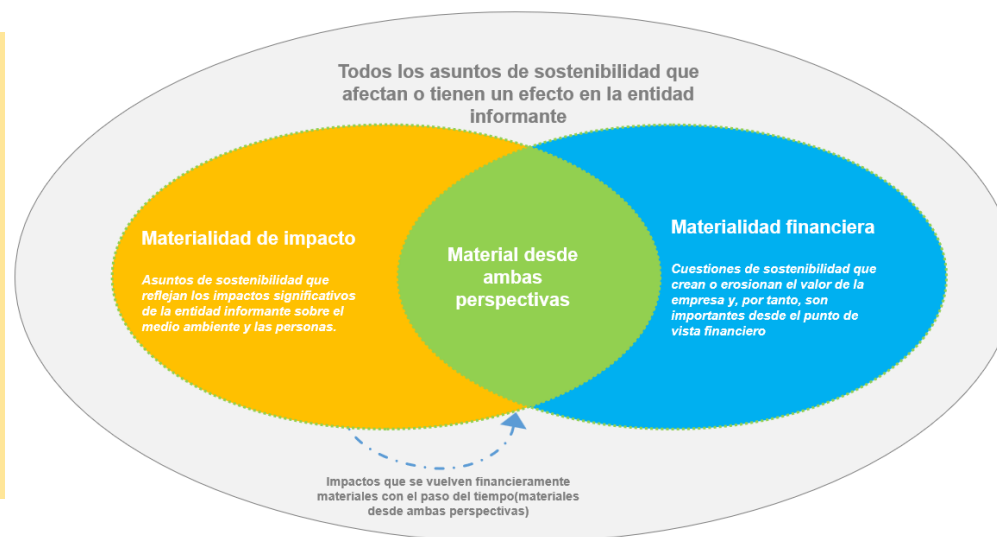 Todos los asuntos de sostenibilidad que
afectan o tienen un efecto en la entidad
informante
Materialidad de impacto
Asuntos de sostenibilidad que
reflejan los impactos significativos
de la entidad informante sobre el
medio ambiente y las personas.
Material desde
ambas
perspectivas
Materialidad financiera
Cuestiones de sostenibilidad que
crean o erosionan el valor de la
empresa y, por tanto, son
importantes desde el punto de
vista financiero
Impactos que se vuelven financieramente
materiales con el paso del tiempo(materiales
desde ambas perspectivas)